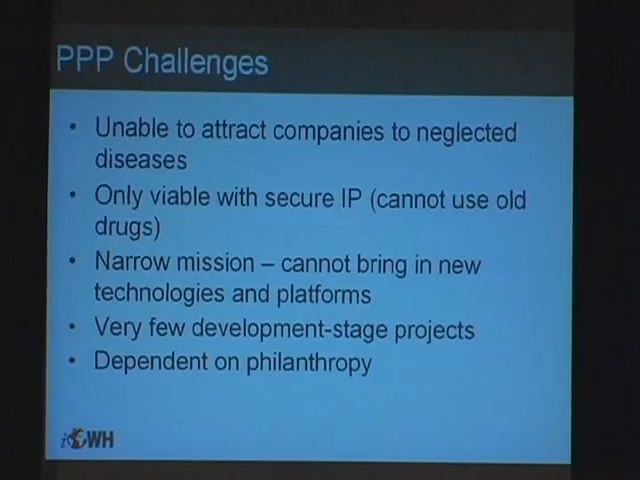 PPP Challenges
• Unable to attract companies to neglected
diseases
• Only viable with secure IP (cannot use old
drugs)
• Narrow mission – cannot bring in new
technologies and platforms
• Very few development-stage projects
• Dependent on philanthropy
iOWH